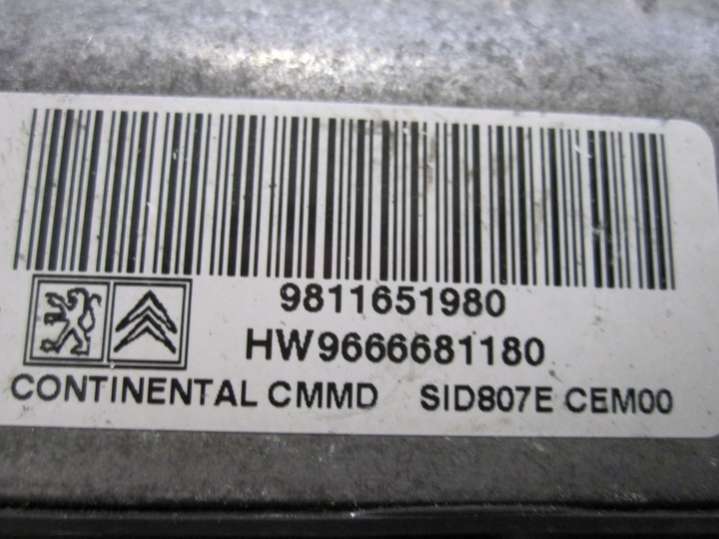 9811651980
HW9666681180
CONTINENTAL CMMD SID807E CEM00